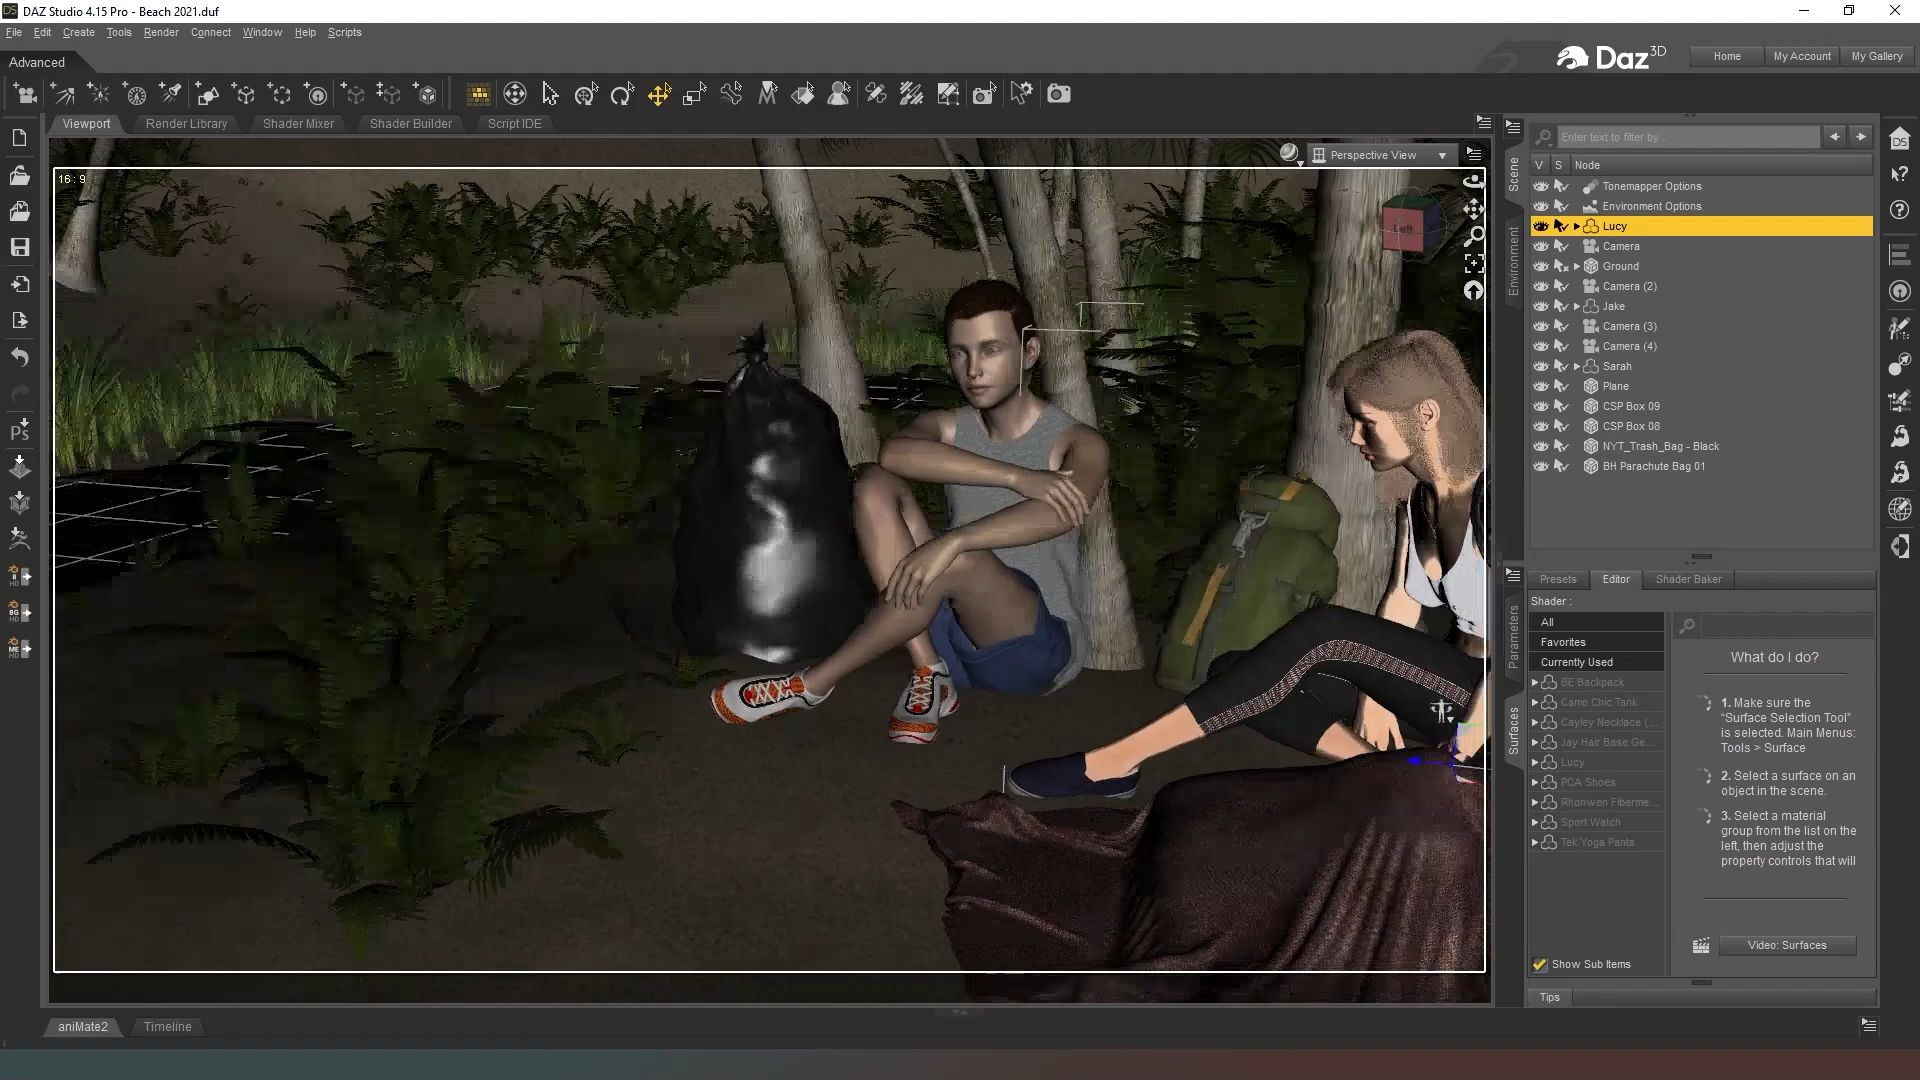 DAZ Studio 4.15 Pro - Beach 2021.duf
File Edit Create Tools Render Connect Window Help Scripts
Advanced
Daz 3D
Home My Account My Gallery
Viewport Render Library Shader Mixer Shader Builder Script IDE
Perspective View
16 : 9
Left
Scene
Environment
Enter text to filter by...
V S Node
Tonemapper Options
Environment Options
Lucy
Camera
Ground
Camera (2)
Jake
Camera (3)
Camera (4)
Sarah
Plane
CSP Box 09
CSP Box 08
NYT_Trash_Bag - Black
BH Parachute Bag 01
Parameters
Surfaces
Presets Editor Shader Baker
Shader :
All
Favorites
Currently Used
BE Backpack
Camo Chic Tank
Cayley Necklace (...
Jay Hair Base Ge...
Lucy
PCA Shoes
Rhonwen Fiberme...
Sport Watch
Tek Yoga Pants
Show Sub Items
What do I do?
1. Make sure the
"Surface Selection Tool"
is selected. Main Menus:
Tools > Surface
2. Select a surface on an
object in the scene.
3. Select a material
group from the list on the
left, then adjust the
property controls that will
Video: Surfaces
Tips
aniMate2 Timeline